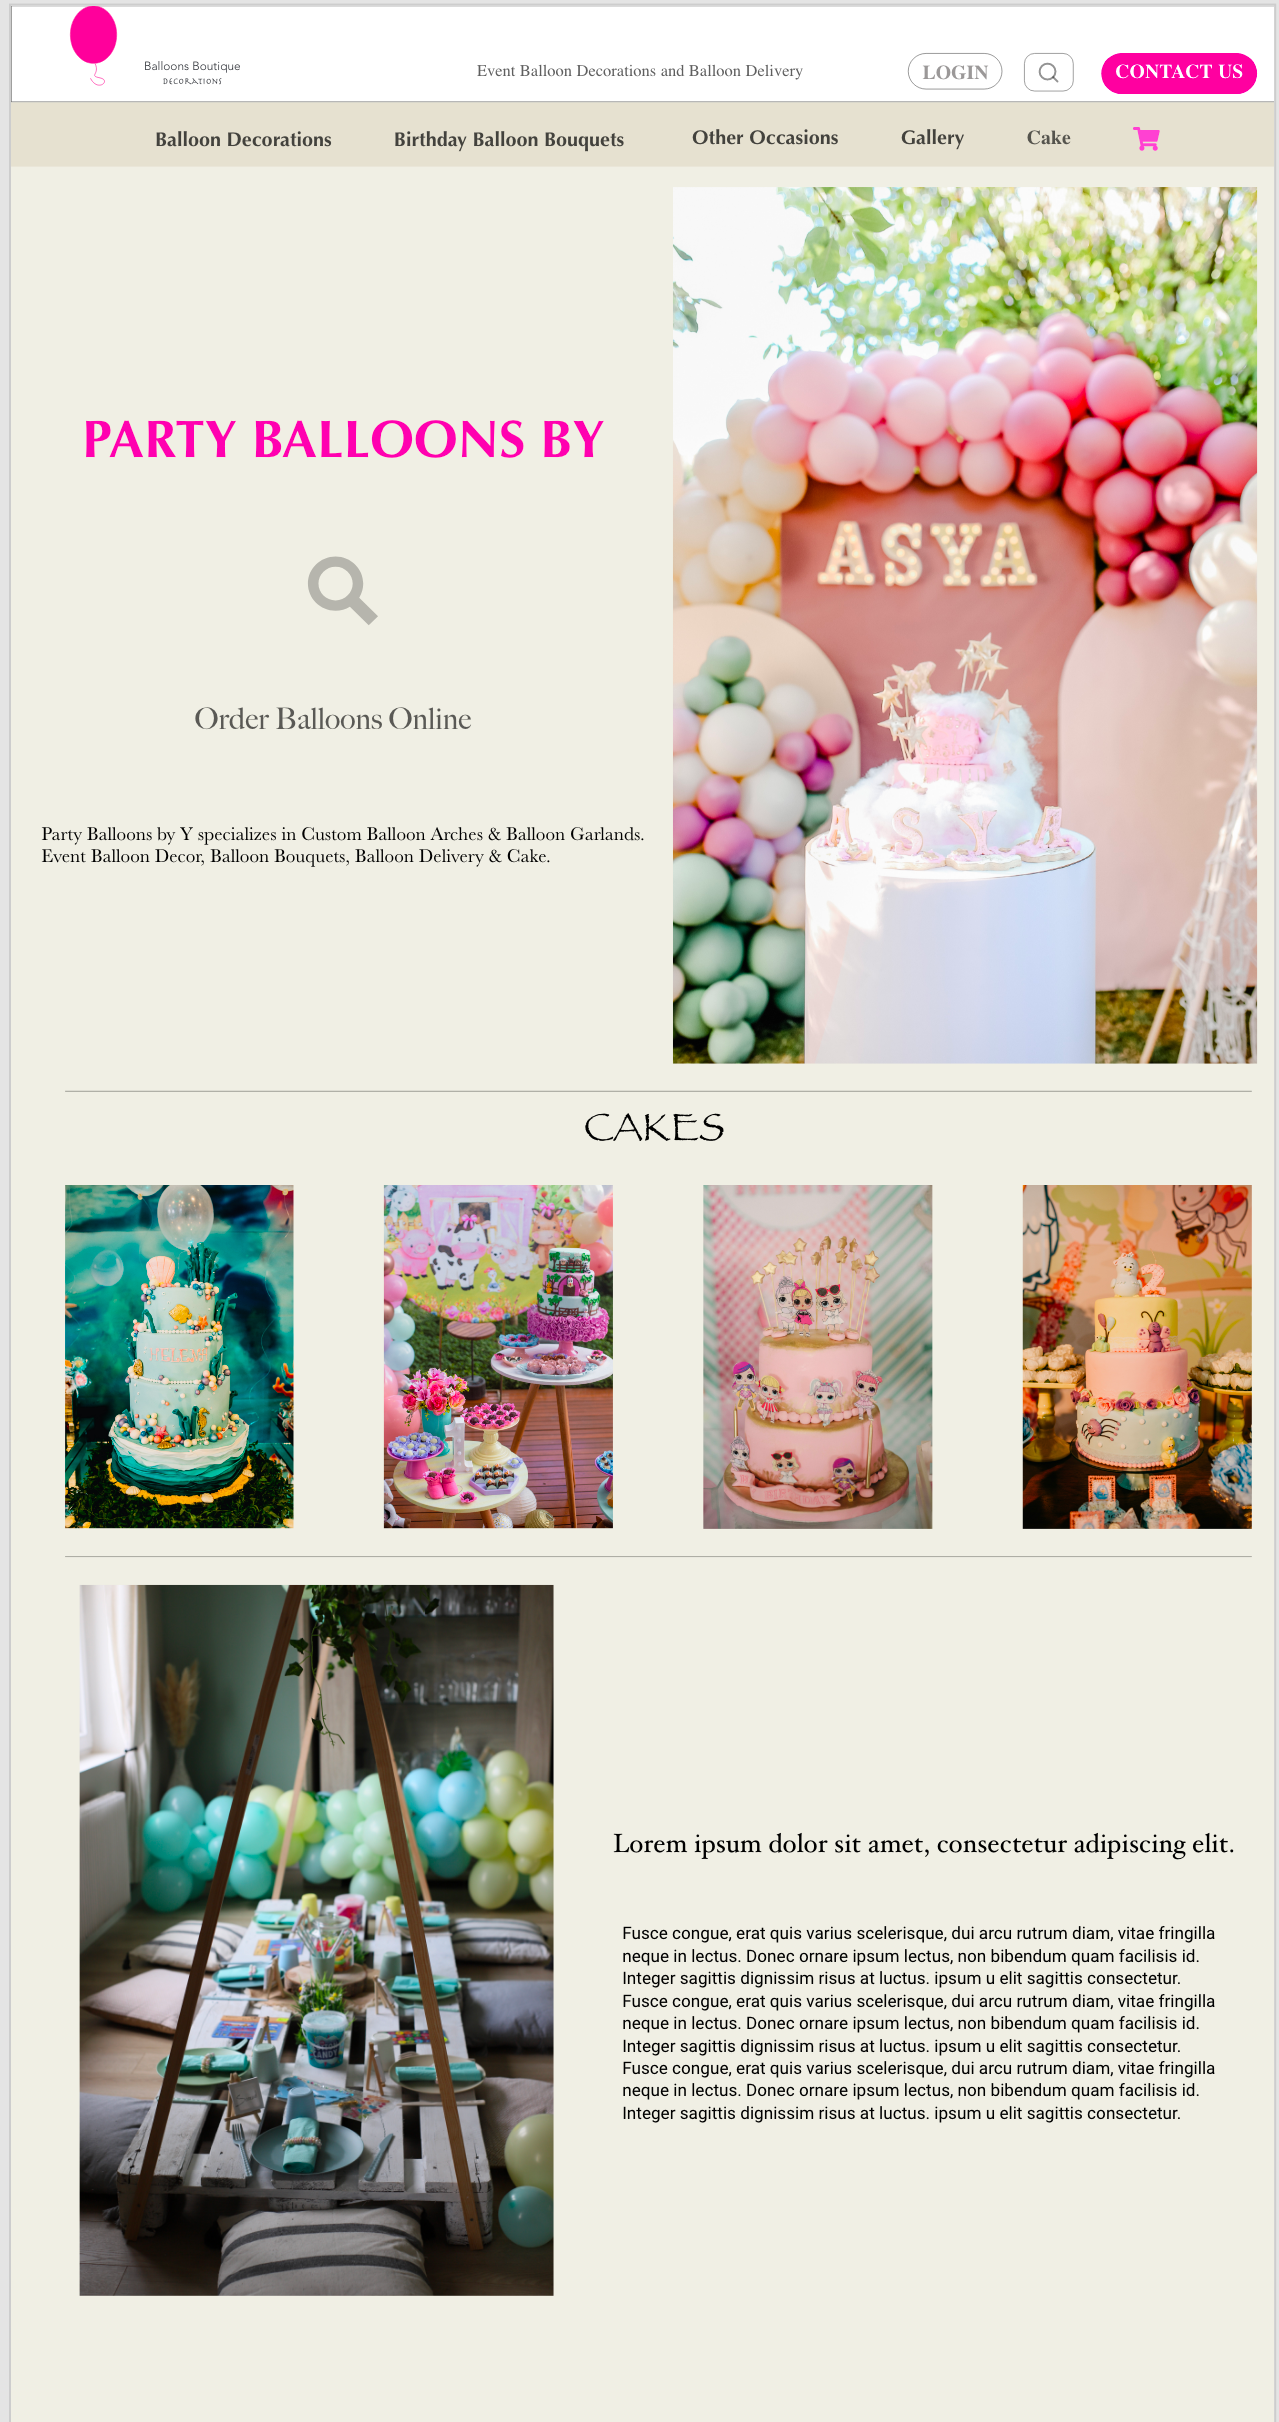 Balloons Boutique
DECORATIONS
Event Balloon Decorations and Balloon Delivery
LOGIN
CONTACT US
Balloon Decorations
Birthday Balloon Bouquets
Other Occasions
Gallery
Cake
PARTY BALLOONS BY
Order Balloons Online
Party Balloons by Y specializes in Custom Balloon Arches & Balloon Garlands.
Event Balloon Decor, Balloon Bouquets, Balloon Delivery & Cake.
ASYA
ASYA
CAKES
1
2
Lorem ipsum dolor sit amet, consectetur adipiscing elit.
Fusce congue, erat quis varius scelerisque, dui arcu rutrum diam, vitae fringilla
neque in lectus. Donec ornare ipsum lectus, non bibendum quam facilisis id.
Integer sagittis dignissim risus at luctus. ipsum u elit sagittis consectetur.
Fusce congue, erat quis varius scelerisque, dui arcu rutrum diam, vitae fringilla
neque in lectus. Donec ornare ipsum lectus, non bibendum quam facilisis id.
Integer sagittis dignissim risus at luctus. ipsum u elit sagittis consectetur.
Fusce congue, erat quis varius scelerisque, dui arcu rutrum diam, vitae fringilla
neque in lectus. Donec ornare ipsum lectus, non bibendum quam facilisis id.
Integer sagittis dignissim risus at luctus. ipsum u elit sagittis consectetur.